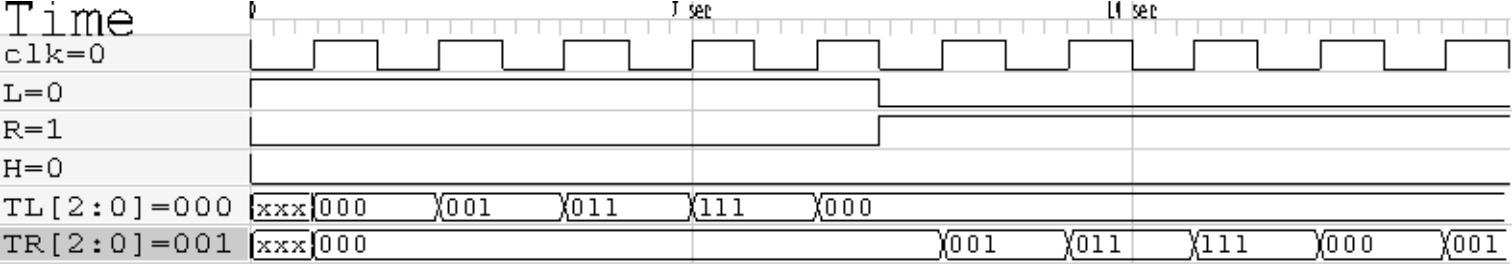 Time
clk=0
L=0
R=1
H=0
TL[2:0]=000 xxx 000 001 011 111 000
TR[2:0]=001 xxx 000 001 011 111 000 001